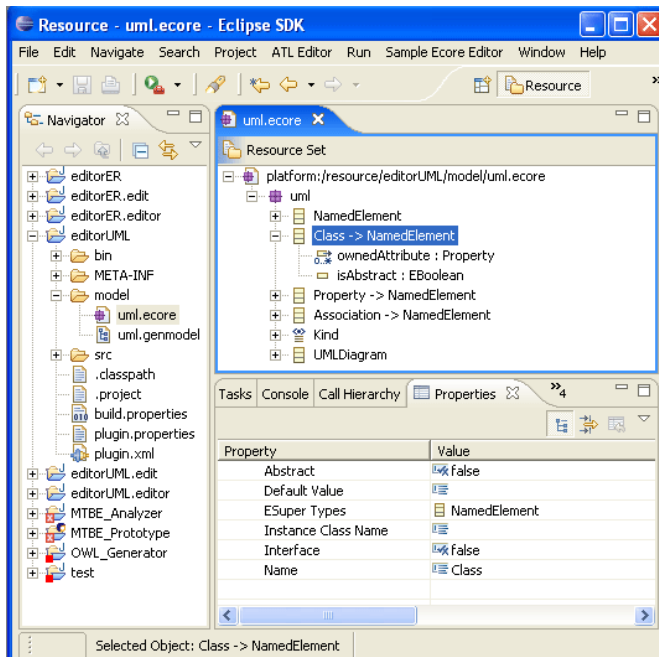 Resource - uml.ecore - Eclipse SDK
File Edit Navigate Search Project ATL Editor Run Sample Ecore Editor Window Help
Resource »
Navigator
editorER
editorER.edit
editorER.editor
editorUML
bin
META-INF
model
uml.ecore
uml.genmodel
src
.classpath
.project
build.properties
plugin.properties
plugin.xml
editorUML.edit
editorUML.editor
MTBE_Analyzer
MTBE_Prototype
OWL_Generator
test
uml.ecore
Resource Set
platform:/resource/editorUML/model/uml.ecore
uml
NamedElement
Class -> NamedElement
ownedAttribute : Property
isAbstract : EBoolean
Property -> NamedElement
Association -> NamedElement
Kind
UMLDiagram
Tasks Console Call Hierarchy Properties »4
Property Value
Abstract false
Default Value
ESuper Types NamedElement
Instance Class Name
Interface false
Name Class
Selected Object: Class -> NamedElement